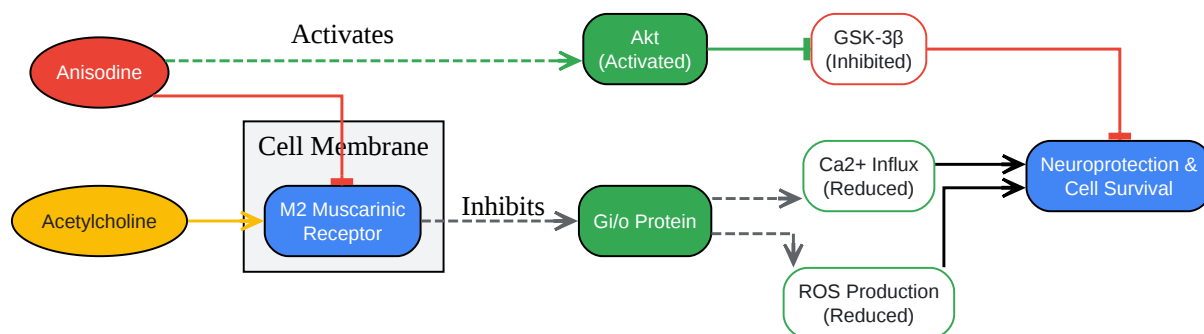 Activates
Anisodine
Akt
(Activated)
GSK-3β
(Inhibited)
Cell Membrane
Acetylcholine
M2 Muscarinic
Receptor
Inhibits
Gi/o Protein
Ca2+ Influx
(Reduced)
Neuroprotection &
Cell Survival
ROS Production
(Reduced)